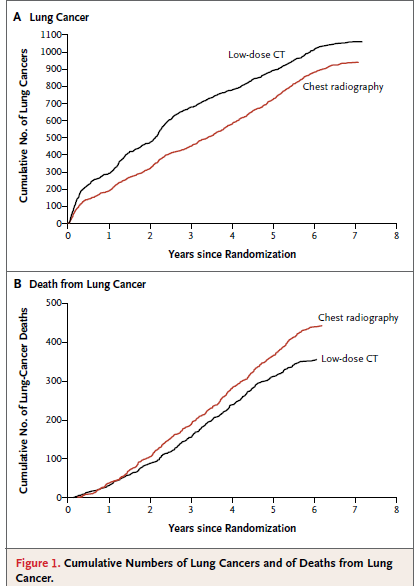 A Lung Cancer
1100
1000
900
800
700
600
500
400
300
200
100
0
Cumulative No. of Lung Cancers
Low-dose CT
Chest radiography
0 1 2 3 4 5 6 7 8
Years since Randomization
B Death from Lung Cancer
500
400
300
200
100
0
Cumulative No. of Lung-Cancer Deaths
Chest radiography
Low-dose CT
0 1 2 3 4 5 6 7 8
Years since Randomization
Figure 1. Cumulative Numbers of Lung Cancers and of Deaths from Lung
Cancer.